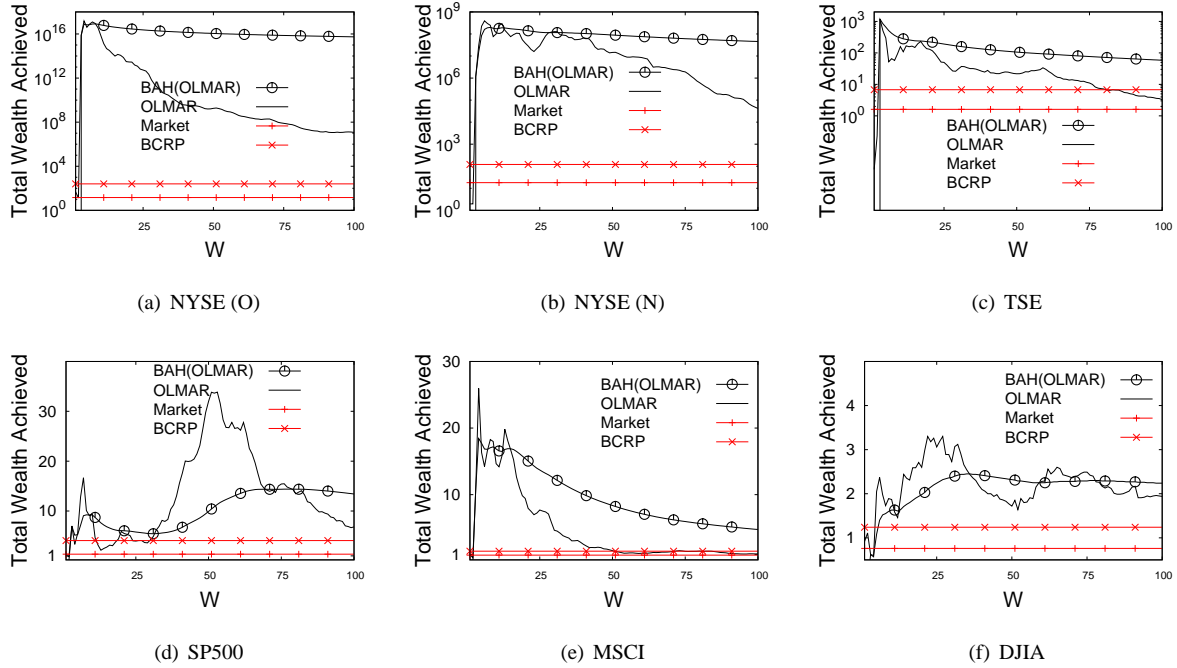 Total Wealth Achieved
10^16
10^12
10^8
10^4
10^0
25
50
75
100
W
BAH(OLMAR)
OLMAR
Market
BCRP
(a) NYSE (O)
Total Wealth Achieved
10^8
10^6
10^4
10^2
10^0
25
50
75
100
W
BAH(OLMAR)
OLMAR
Market
BCRP
(b) NYSE (N)
Total Wealth Achieved
10^3
10^2
10^1
10^0
25
50
75
100
W
BAH(OLMAR)
OLMAR
Market
BCRP
(c) TSE
Total Wealth Achieved
30
20
10
1
25
50
75
100
W
BAH(OLMAR)
OLMAR
Market
BCRP
(d) SP500
Total Wealth Achieved
30
20
10
1
25
50
75
100
W
BAH(OLMAR)
OLMAR
Market
BCRP
(e) MSCI
Total Wealth Achieved
4
3
2
1
25
50
75
100
W
BAH(OLMAR)
OLMAR
Market
BCRP
(f) DJIA